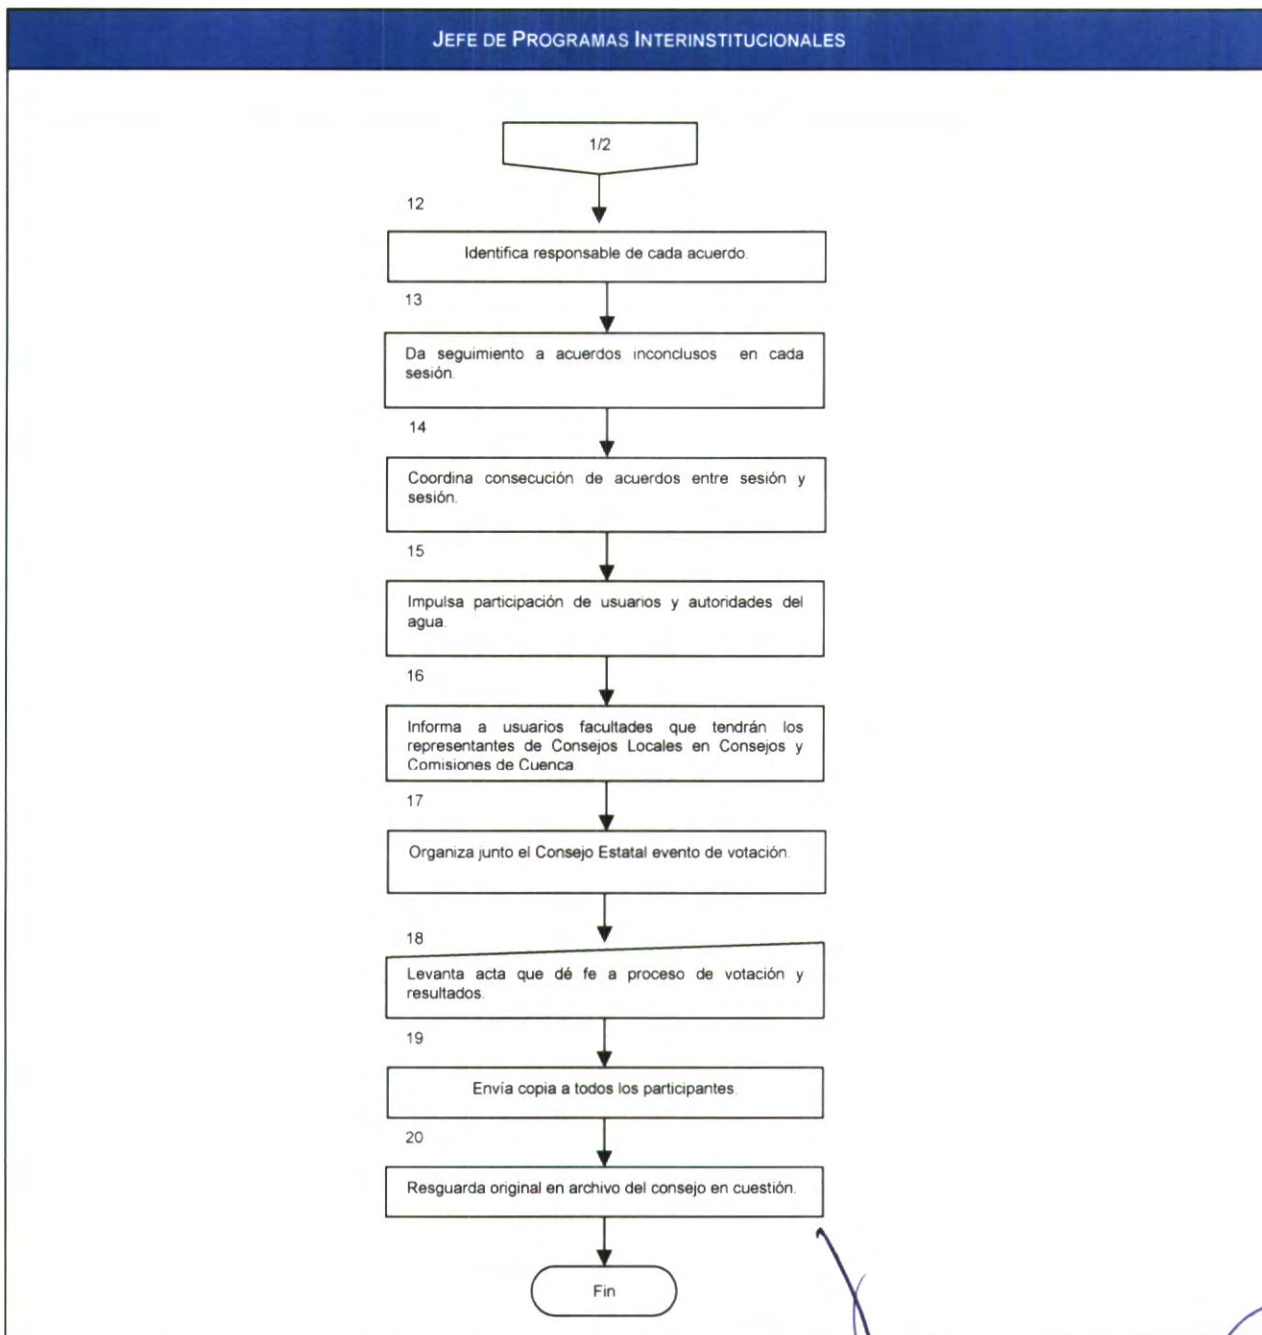 JEFE DE PROGRAMAS INTERINSTITUCIONALES
1/2
12
Identifica responsable de cada acuerdo.
13
Da seguimiento a acuerdos inconclusos en cada
sesión.
14
Coordina consecución de acuerdos entre sesión y
sesión.
15
Impulsa participación de usuarios y autoridades del
agua.
16
Informa a usuarios facultades que tendrán los
representantes de Consejos Locales en Consejos y
Comisiones de Cuenca
17
Organiza junto el Consejo Estatal evento de votación.
18
Levanta acta que dé fe a proceso de votación y
resultados.
19
Envía copia a todos los participantes.
20
Resguarda original en archivo del consejo en cuestión.
Fin